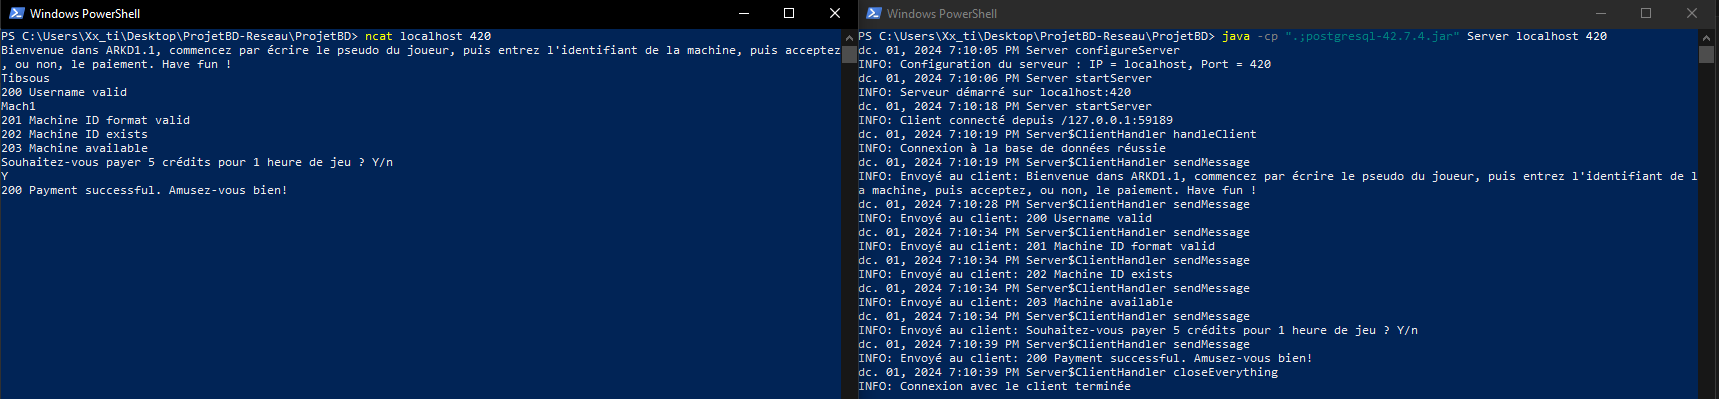 Windows PowerShell
PS C:\Users\Xx_ti\Desktop\ProjetBD-Reseau\ProjetBD> ncat localhost 420
Bienvenue dans ARKD1.1, commencez par écrire le pseudo du joueur, puis entrez l'identifiant de la machine, puis acceptez
, ou non, le paiement. Have fun !
Tibsous
200 Username valid
Mach1
201 Machine ID format valid
202 Machine ID exists
203 Machine available
Souhaitez-vous payer 5 crédits pour 1 heure de jeu ? Y/n
Y
200 Payment successful. Amusez-vous bien!
Windows PowerShell
PS C:\Users\Xx_ti\Desktop\ProjetBD-Reseau\ProjetBD> java -cp ".;postgresql-42.7.4.jar" Server localhost 420
dc. 01, 2024 7:10:05 PM Server configureServer
INFO: Configuration du serveur : IP = localhost, Port = 420
dc. 01, 2024 7:10:06 PM Server startServer
INFO: Serveur démarré sur localhost:420
dc. 01, 2024 7:10:18 PM Server startServer
INFO: Client connecté depuis /127.0.0.1:59189
dc. 01, 2024 7:10:19 PM Server$ClientHandler handleClient
INFO: Connexion à la base de données réussie
dc. 01, 2024 7:10:19 PM Server$ClientHandler sendMessage
INFO: Envoyé au client: Bienvenue dans ARKD1.1, commencez par écrire le pseudo du joueur, puis entrez l'identifiant de l
a machine, puis acceptez, ou non, le paiement. Have fun !
dc. 01, 2024 7:10:28 PM Server$ClientHandler sendMessage
INFO: Envoyé au client: 200 Username valid
dc. 01, 2024 7:10:34 PM Server$ClientHandler sendMessage
INFO: Envoyé au client: 201 Machine ID format valid
dc. 01, 2024 7:10:34 PM Server$ClientHandler sendMessage
INFO: Envoyé au client: 202 Machine ID exists
dc. 01, 2024 7:10:34 PM Server$ClientHandler sendMessage
INFO: Envoyé au client: 203 Machine available
dc. 01, 2024 7:10:34 PM Server$ClientHandler sendMessage
INFO: Envoyé au client: Souhaitez-vous payer 5 crédits pour 1 heure de jeu ? Y/n
dc. 01, 2024 7:10:39 PM Server$ClientHandler sendMessage
INFO: Envoyé au client: 200 Payment successful. Amusez-vous bien!
dc. 01, 2024 7:10:39 PM Server$ClientHandler closeEverything
INFO: Connexion avec le client terminée